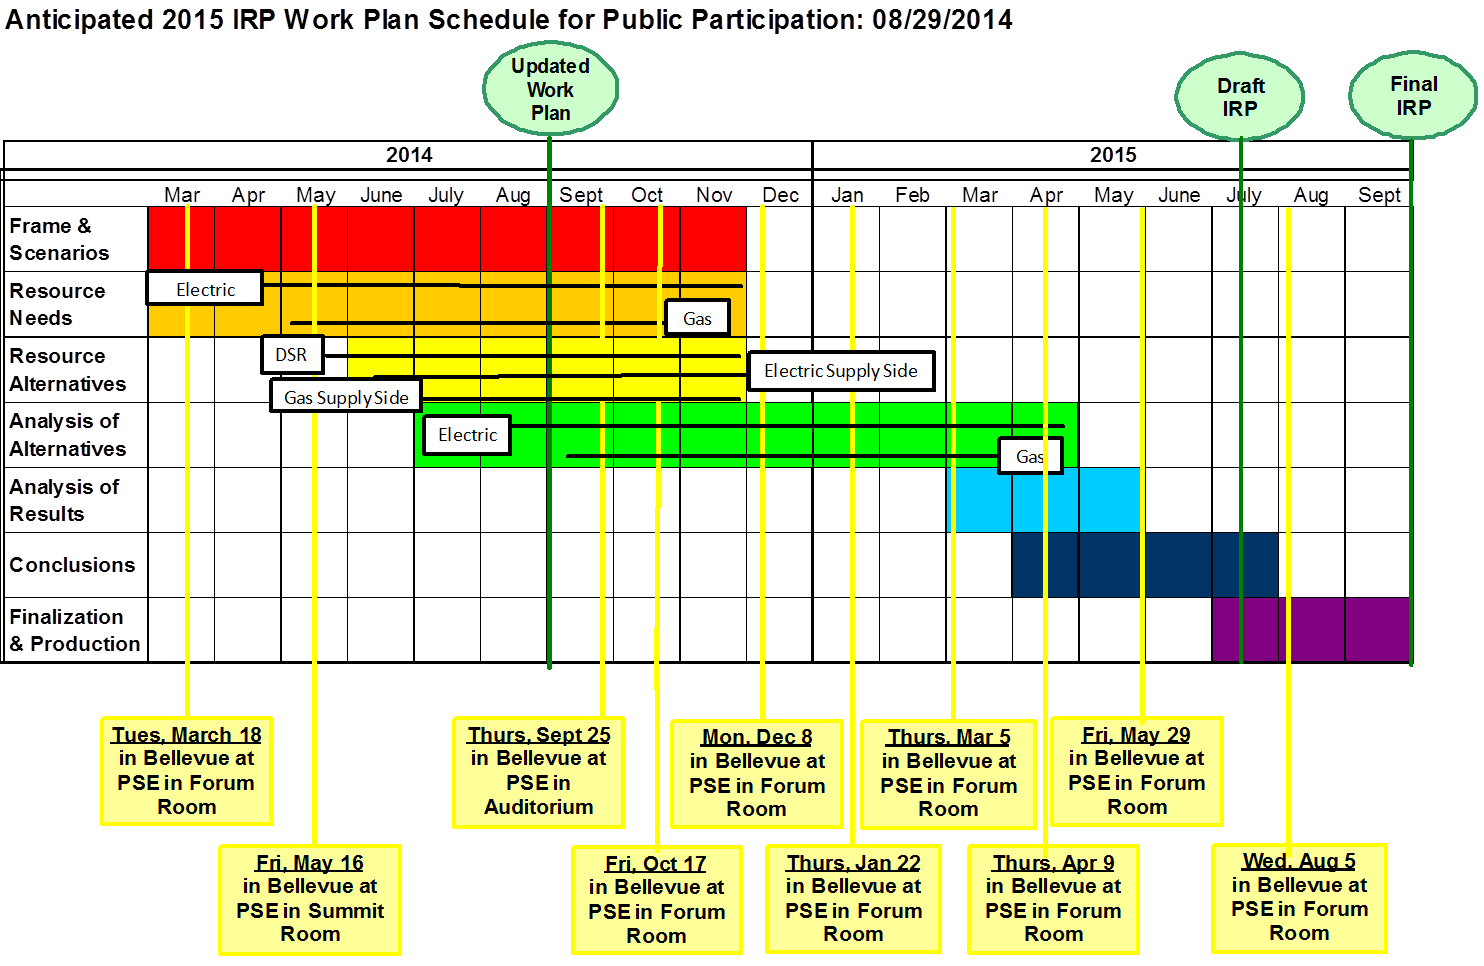 Anticipated 2015 IRP Work Plan Schedule for Public Participation: 08/29/2014
Updated
Work
Plan
Draft
IRP
Final
IRP
2014
2015
Mar
Apr
May
June
July
Aug
Sept
Oct
Nov
Dec
Jan
Feb
Mar
Apr
May
June
July
Aug
Sept
Frame &
Scenarios
Resource
Needs
Electric
Gas
Resource
Alternatives
DSR
Gas Supply Side
Electric Supply Side
Analysis of
Alternatives
Electric
Gas
Analysis of
Results
Conclusions
Finalization
& Production
Tues, March 18
in Bellevue at
PSE in Forum
Room
Fri, May 16
in Bellevue at
PSE in Summit
Room
Thurs, Sept 25
in Bellevue at
PSE in
Auditorium
Fri, Oct 17
in Bellevue at
PSE in Forum
Room
Mon, Dec 8
in Bellevue at
PSE in Forum
Room
Thurs, Jan 22
in Bellevue at
PSE in Forum
Room
Thurs, Mar 5
in Bellevue at
PSE in Forum
Room
Thurs, Apr 9
in Bellevue at
PSE in Forum
Room
Fri, May 29
in Bellevue at
PSE in Forum
Room
Wed, Aug 5
in Bellevue at
PSE in Forum
Room